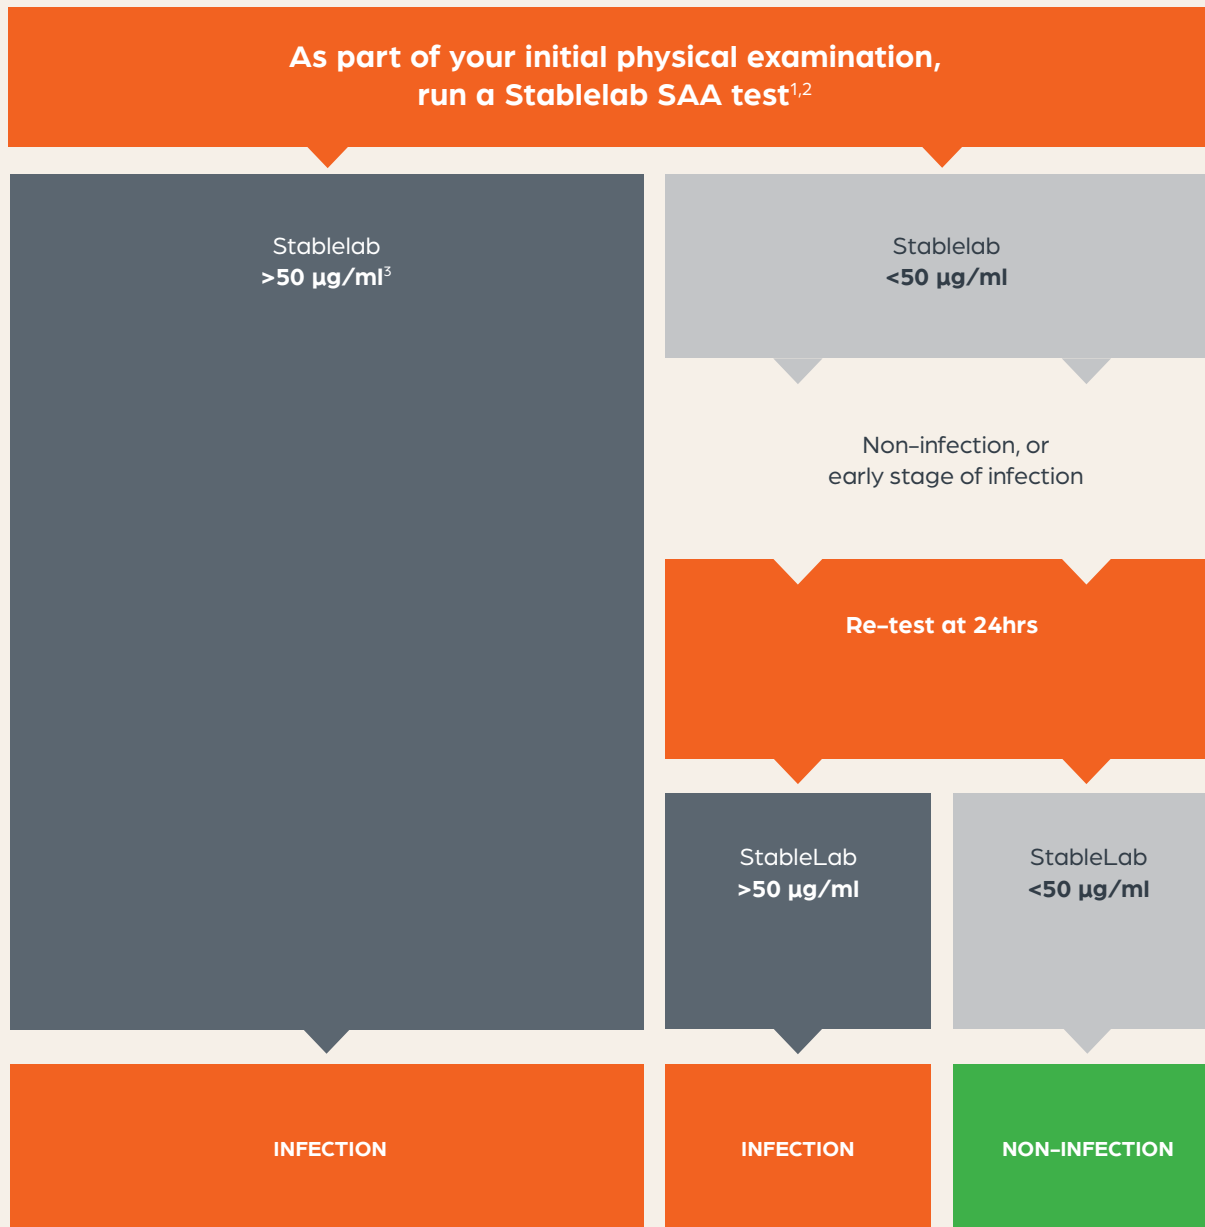 As part of your initial physical examination,
run a Stablelab SAA test1,2
Stablelab
>50 µg/ml3
Stablelab
<50 µg/ml
Non-infection, or
early stage of infection
Re-test at 24hrs
StableLab
>50 µg/ml
StableLab
<50 µg/ml
INFECTION
INFECTION
NON-INFECTION